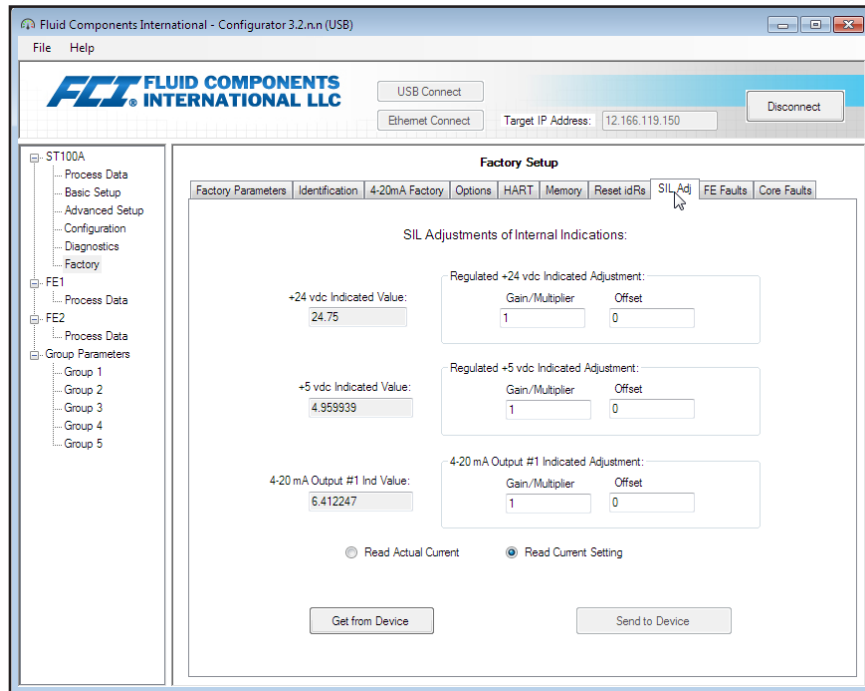 Fluid Components International - Configurator 3.2.n.n (USB)
File Help
FCI FLUID COMPONENTS
® INTERNATIONAL LLC
USB Connect
Ethernet Connect
Target IP Address: 12.166.119.150
Disconnect
ST100A
Process Data
Basic Setup
Advanced Setup
Configuration
Diagnostics
Factory
FE1
Process Data
FE2
Process Data
Group Parameters
Group 1
Group 2
Group 3
Group 4
Group 5
Factory Setup
Factory Parameters Identification 4-20mA Factory Options HART Memory Reset idRs SIL Adj FE Faults Core Faults
SIL Adjustments of Internal Indications:
Regulated +24 vdc Indicated Adjustment:
+24 vdc Indicated Value: Gain/Multiplier Offset
24.75 1 0
Regulated +5 vdc Indicated Adjustment:
+5 vdc Indicated Value: Gain/Multiplier Offset
4.959939 1 0
4-20 mA Output #1 Indicated Adjustment:
4-20 mA Output #1 Ind Value: Gain/Multiplier Offset
6.412247 1 0
Read Actual Current Read Current Setting
Get from Device Send to Device